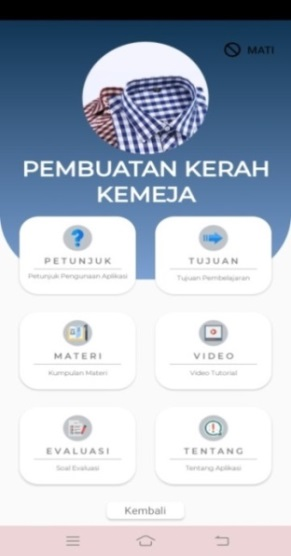 MATI
PEMBUATAN KERAH
KEMEJA
PETUNJUK
Petunjuk Pengunaan Aplikasi
TUJUAN
Tujuan Pembelajaran
MATERI
Kumpulan Materi
VIDEO
Video Tutorial
EVALUASI
Soal Evaluasi
TENTANG
Tentang Aplikasi
Kembali